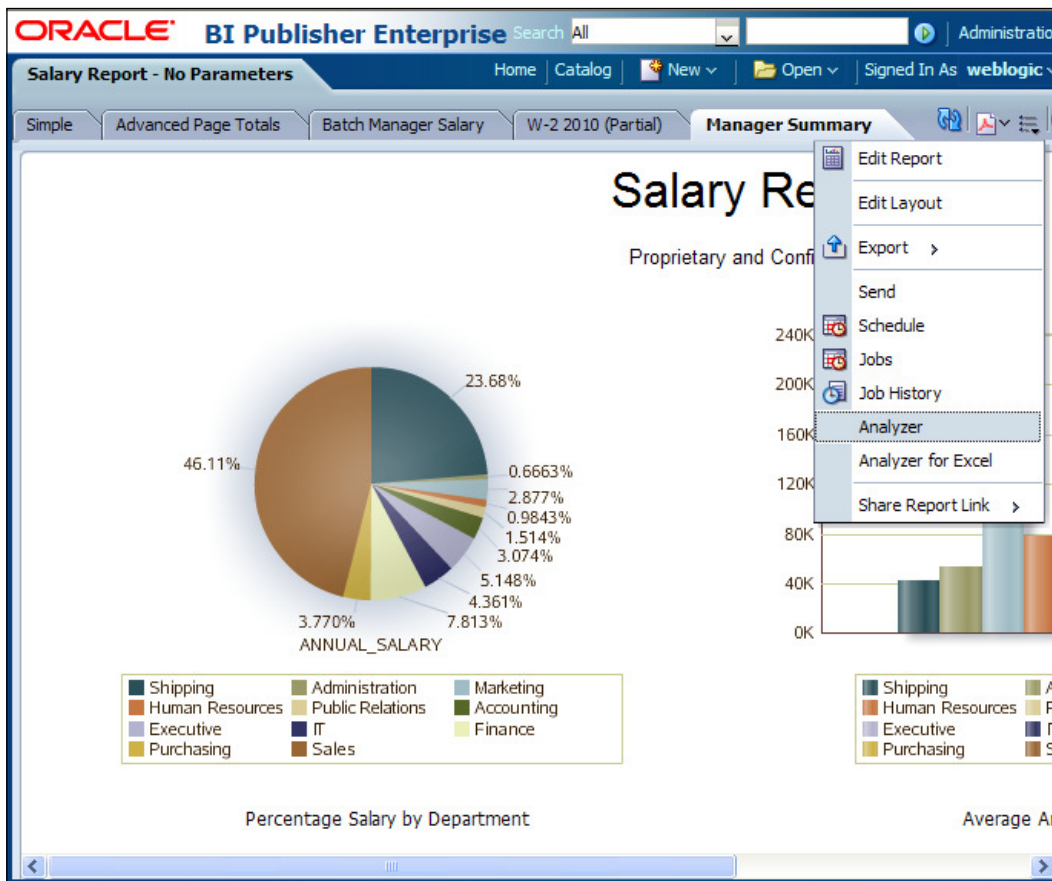 ORACLE BI Publisher Enterprise Search All Administratio
Salary Report - No Parameters Home Catalog New Open Signed In As weblogic
Simple Advanced Page Totals Batch Manager Salary W-2 2010 (Partial) Manager Summary
Edit Report
Edit Layout
Export
Send
Schedule
Jobs
Job History
Analyzer
Analyzer for Excel
Share Report Link
Salary Re
Proprietary and Conf
23.68%
0.6663%
2.877%
0.9843%
1.514%
3.074%
5.148%
4.361%
7.813%
3.770%
46.11%
ANNUAL_SALARY
Shipping Administration Marketing
Human Resources Public Relations Accounting
Executive IT Finance
Purchasing Sales
Percentage Salary by Department
240K
200K
160K
120K
80K
40K
0K
Shipping A
Human Resources P
Executive I
Purchasing S
Average A